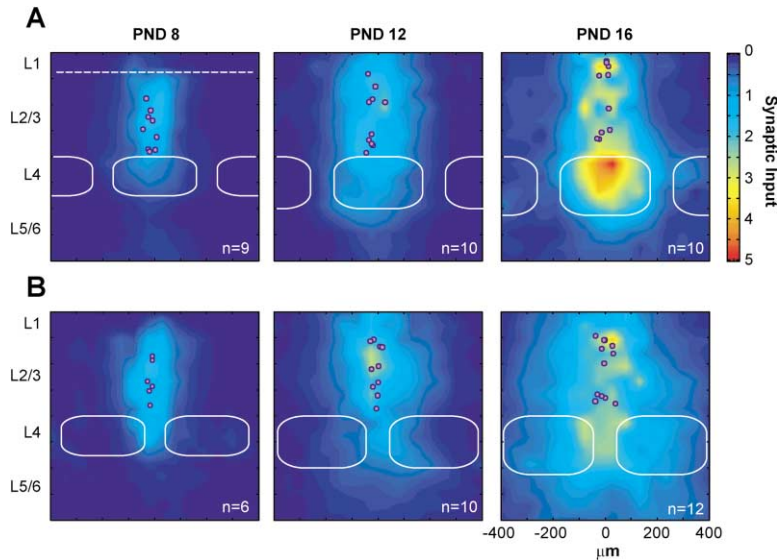 A
PND 8
PND 12
PND 16
L1
L2/3
L4
L5/6
n=9
n=10
n=10
0
1
2
3
4
5
Synaptic Input
B
L1
L2/3
L4
L5/6
n=6
n=10
n=12
-400 -200 0 200 400
μm